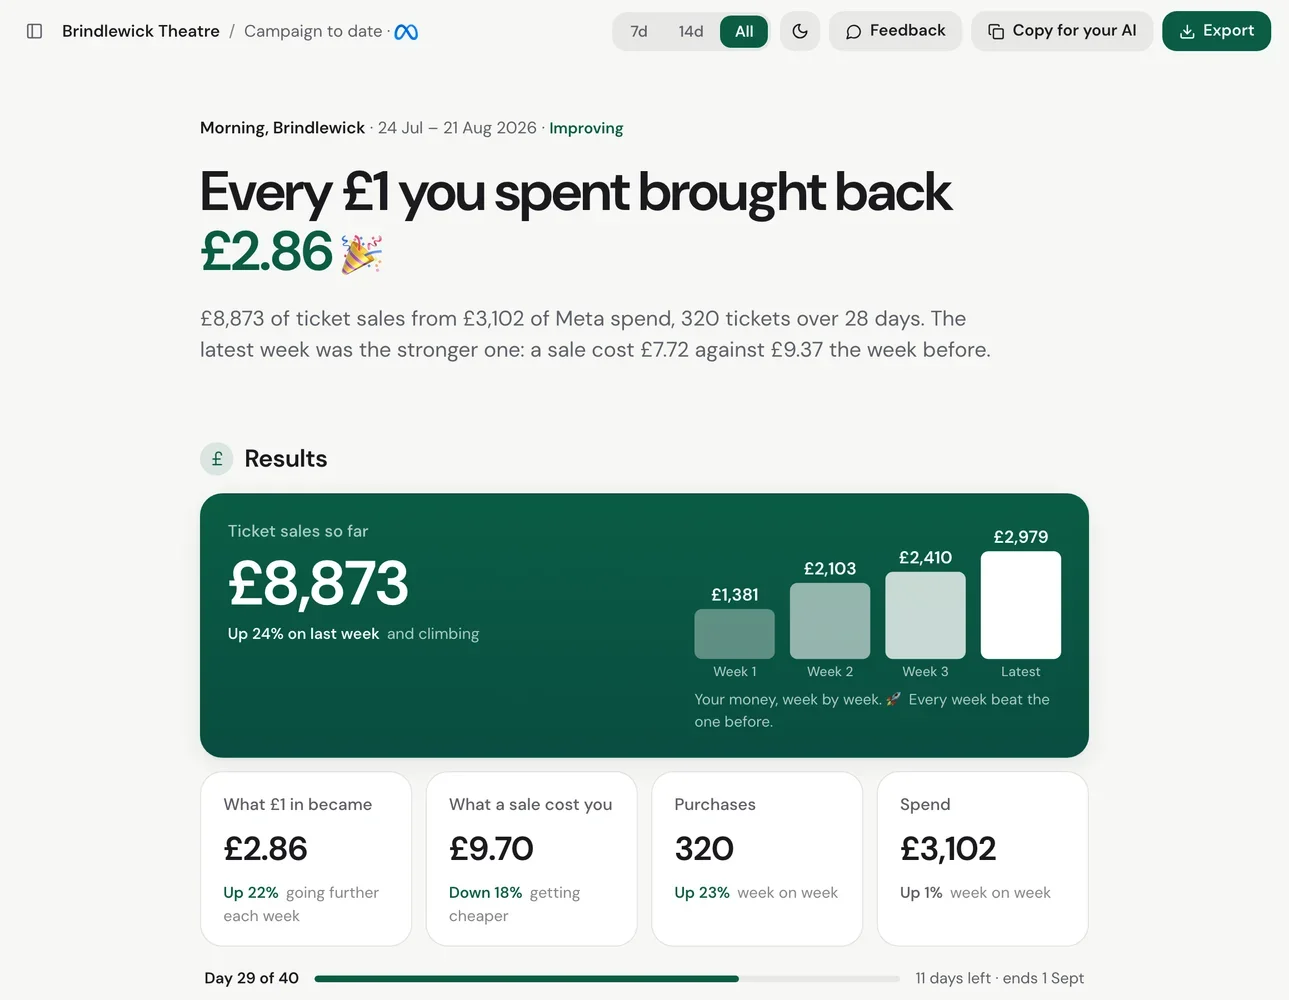 Brindlewick Theatre / Campaign to date ·
7d 14d All Feedback Copy for your AI Export
Morning, Brindlewick · 24 Jul – 21 Aug 2026 · Improving
Every £1 you spent brought back
£2.86 🎉
£8,873 of ticket sales from £3,102 of Meta spend, 320 tickets over 28 days. The
latest week was the stronger one: a sale cost £7.72 against £9.37 the week before.
£ Results
Ticket sales so far
£8,873
Up 24% on last week and climbing
£1,381 £2,103 £2,410 £2,979
Week 1 Week 2 Week 3 Latest
Your money, week by week. 🚀 Every week beat the
one before.
What £1 in became
£2.86
Up 22% going further
each week
What a sale cost you
£9.70
Down 18% getting
cheaper
Purchases
320
Up 23% week on week
Spend
£3,102
Up 1% week on week
Day 29 of 40
11 days left · ends 1 Sept